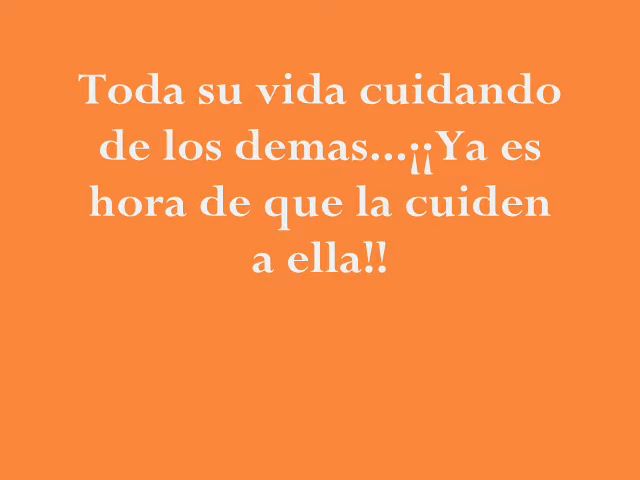 Toda su vida cuidando
de los demas...¡¡Ya es
hora de que la cuiden
a ella!!